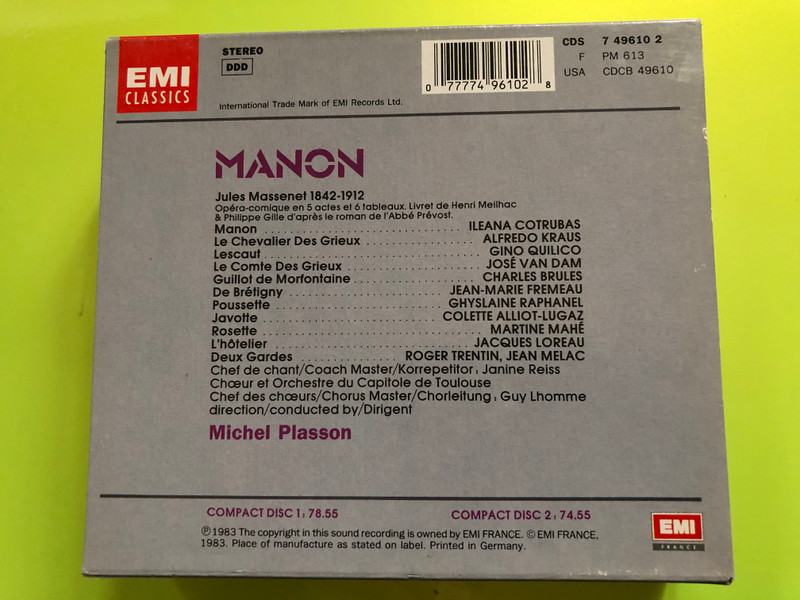 EMI
CLASSICS
STEREO
DDD
International Trade Mark of EMI Records Ltd.
0 77774 96102 8
CDS 7 49610 2
F PM 613
USA CDCB 49610
MANON
Jules Massenet 1842-1912
Opéra-comique en 5 actes et 6 tableaux. Livret de Henri Meilhac
& Philippe Gille d'après le roman de l'Abbé Prévost.
Manon ................................ ILEANA COTRUBAS
Le Chevalier Des Grieux ................ ALFREDO KRAUS
Lescaut ................................ GINO QUILICO
Le Comte Des Grieux .................... JOSÉ VAN DAM
Guillot de Morfontaine ................. CHARLES BRULES
De Brétigny ............................ JEAN-MARIE FREMEAU
Poussette .............................. GHYSLAINE RAPHANEL
Javotte ................................ COLETTE ALLIOT-LUGAZ
Rosette ................................ MARTINE MAHÉ
L'hôtelier ............................. JACQUES LOREAU
Deux Gardes ................ ROGER TRENTIN, JEAN MELAC
Chef de chant/Coach Master/Korrepetitor: Janine Reiss
Chœur et Orchestre du Capitole de Toulouse
Chef des chœurs/Chorus Master/Chorleitung: Guy Lhomme
direction/conducted by/Dirigent
Michel Plasson
COMPACT DISC 1: 78.55 COMPACT DISC 2: 74.55
℗ 1983 The copyright in this sound recording is owned by EMI FRANCE. © EMI FRANCE,
1983. Place of manufacture as stated on label. Printed in Germany.
EMI
FRANCE